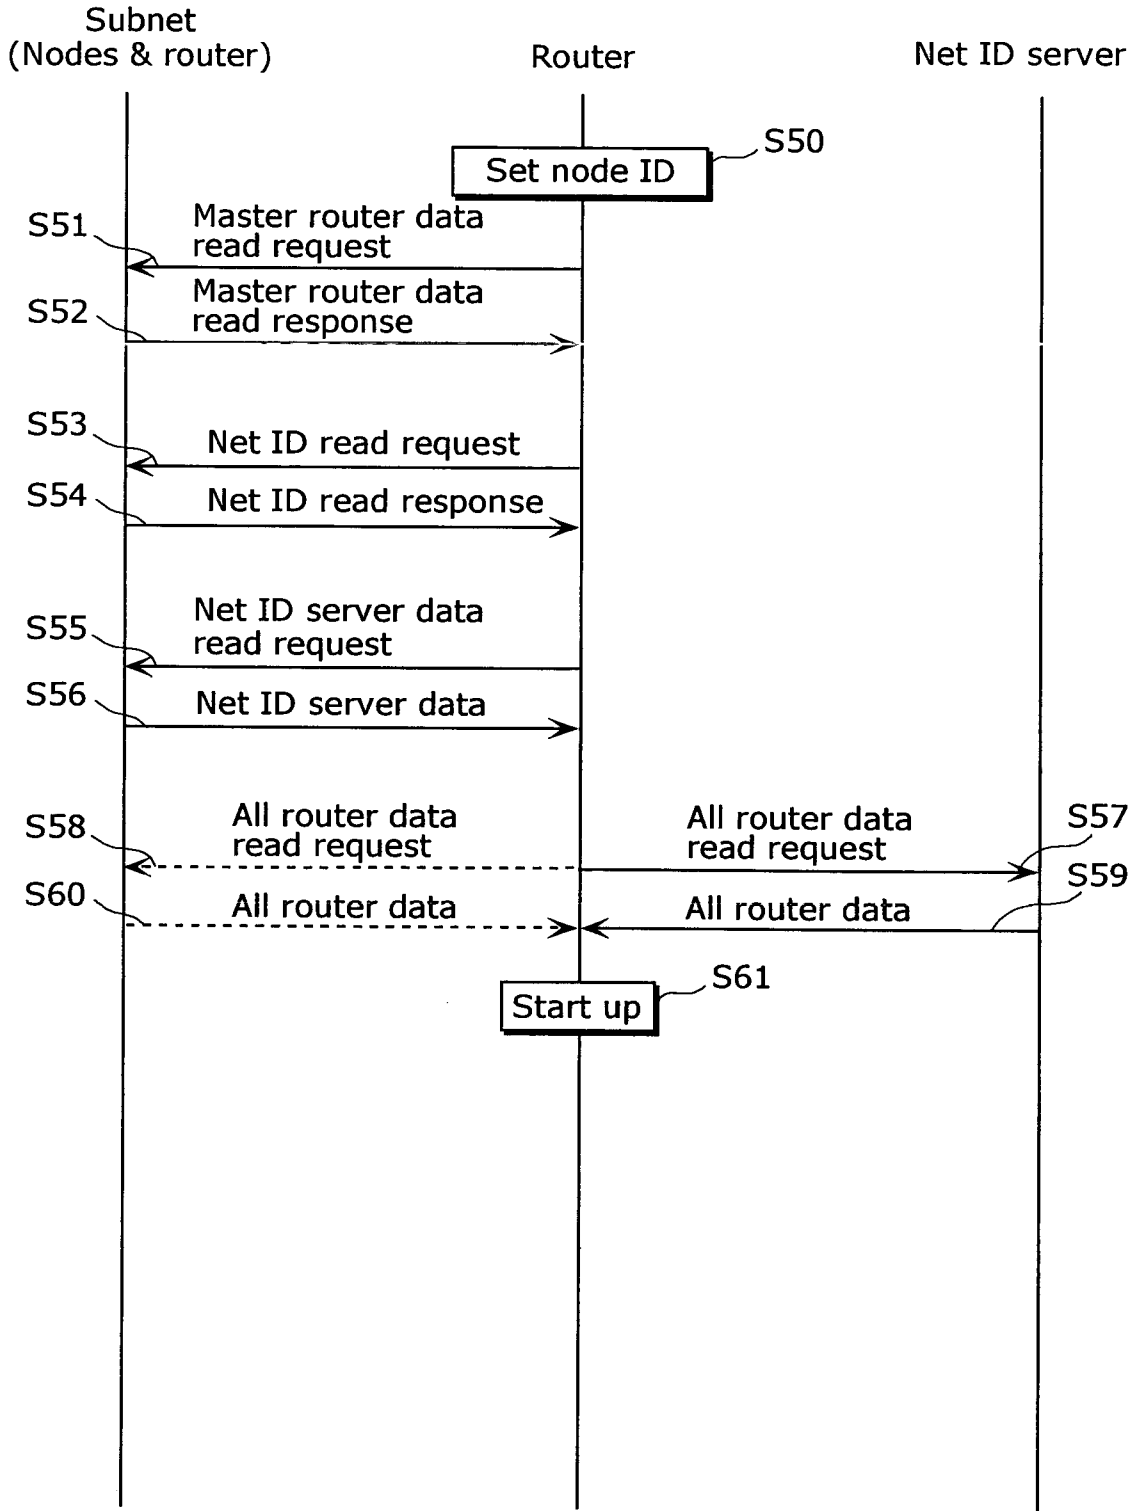 Subnet
(Nodes & router)
Router
Net ID server
Set node ID
S50
S51
Master router data
read request
S52
Master router data
read response
S53
Net ID read request
S54
Net ID read response
S55
Net ID server data
read request
S56
Net ID server data
S58
All router data
read request
All router data
read request
S57
S60
All router data
All router data
S59
Start up
S61